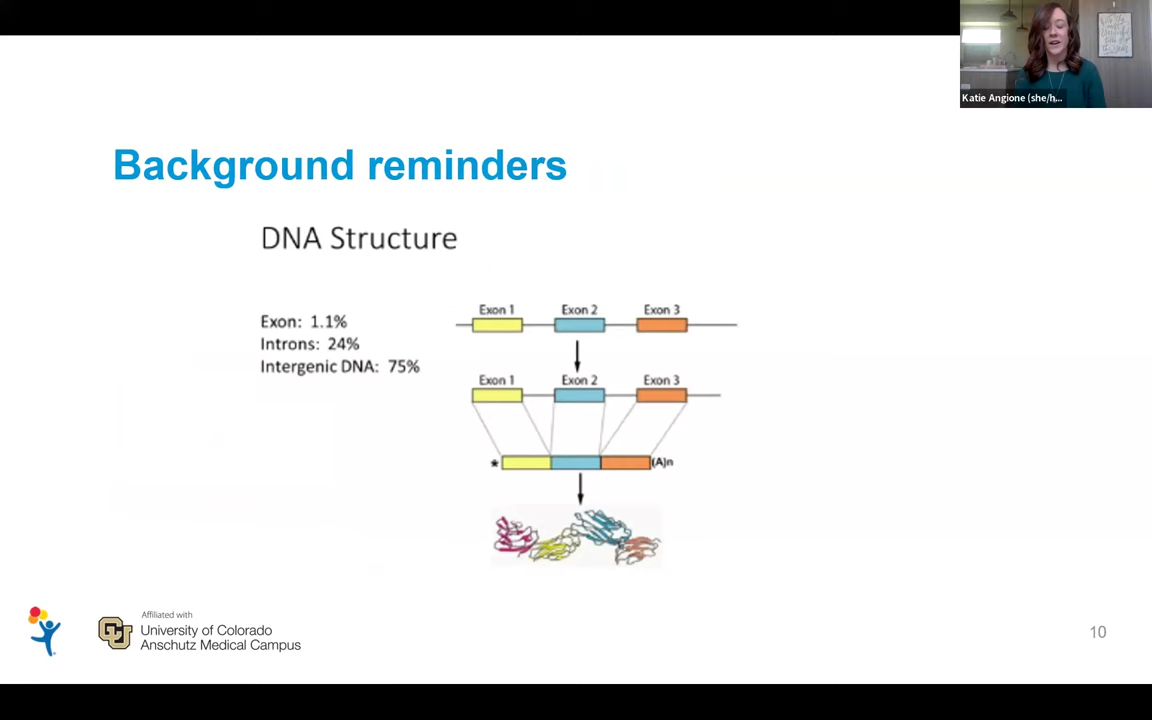 Katie Angione (she/h...
Background reminders
DNA Structure
Exon: 1.1%
Introns: 24%
Intergenic DNA: 75%
Exon 1 Exon 2 Exon 3
Exon 1 Exon 2 Exon 3
* (A)n
Affiliated with
University of Colorado
Anschutz Medical Campus
CU
10